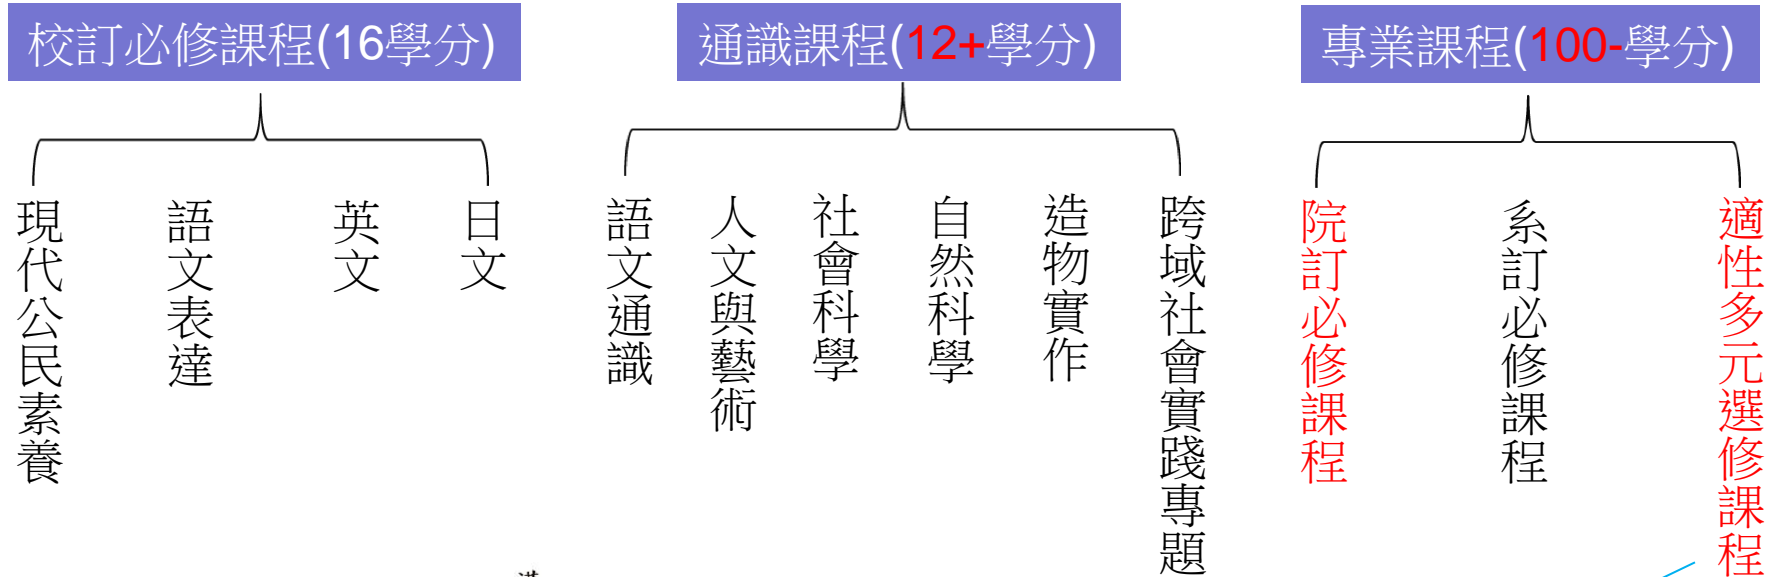 校訂必修課程(16學分)
通識課程(12+學分)
專業課程(100-學分)
現代公民素養
語文表達
英文
日文
語文通識
人文與藝術
社會科學
自然科學
造物實作
跨域社會實踐專題
院訂必修課程
系訂必修課程
適性多元選修課程